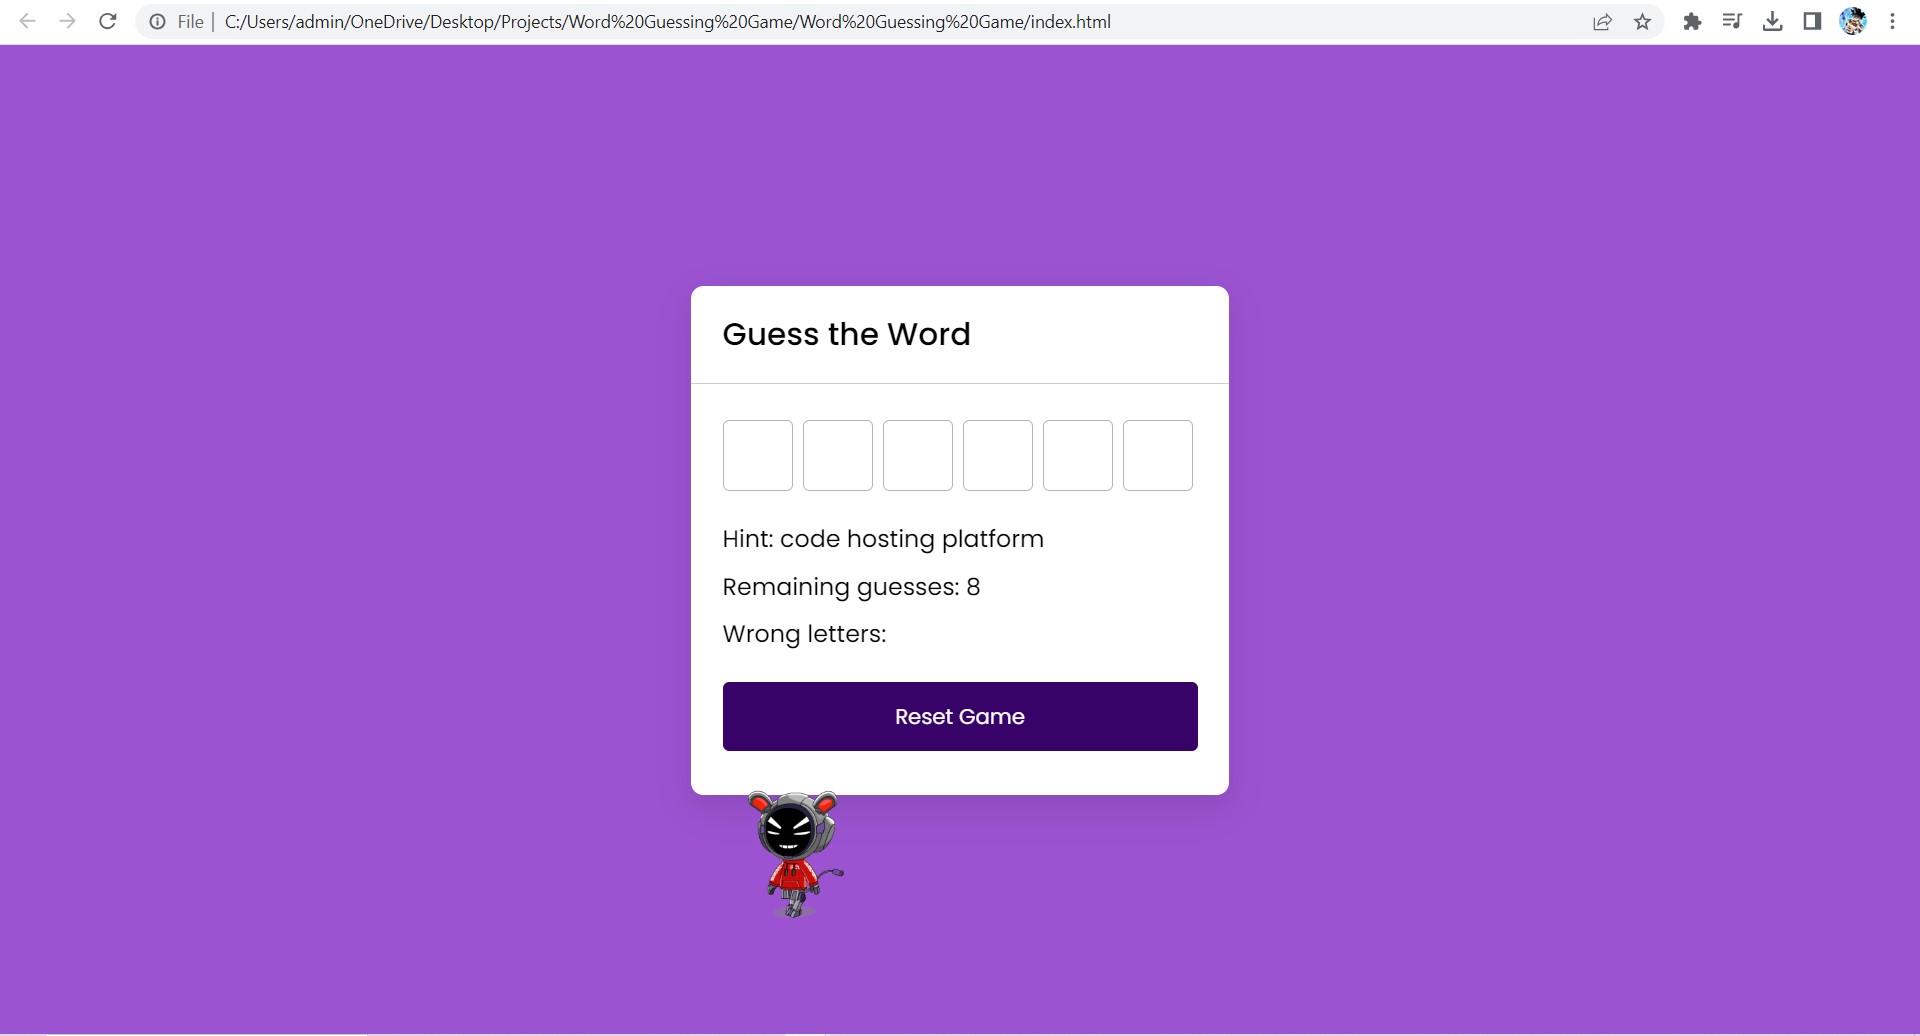 File | C:/Users/admin/OneDrive/Desktop/Projects/Word%20Guessing%20Game/Word%20Guessing%20Game/index.html
Guess the Word
Hint: code hosting platform
Remaining guesses: 8
Wrong letters:
Reset Game